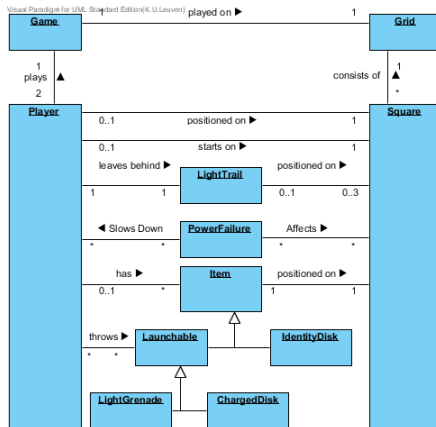 Visual Paradigm for UML Standard Edition(K.U.Leuven)
1 played on ▶ 1
Game Grid
1 1
plays ▲ consists of ▲
2 *
Player Square
0..1 positioned on ▶ 1
0..1 starts on ▶ 1
leaves behind ▶ positioned on ▶
LightTrail
1 1 0..1 0..3
◀ Slows Down PowerFailure Affects ▶
* * * *
has ▶ Item positioned on ▶
0..1 * 1 1
throws ▶ Launchable IdentityDisk
* *
LightGrenade ChargedDisk